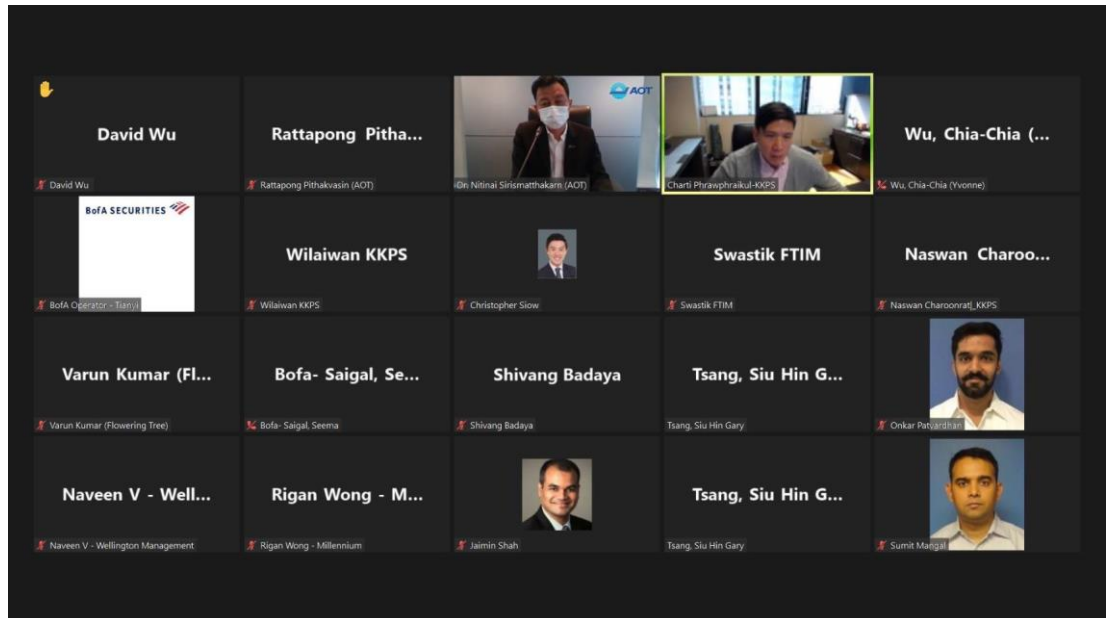 David Wu
David Wu
Rattapong Pitha...
Rattapong Pithakvasin (AOT)
AOT
Dr. Nitinai Sirismatthakarn (AOT)
Charti Phrawphraikul-KKPS
Wu, Chia-Chia (...
Wu, Chia-Chia (Yvonne)
BofA SECURITIES
BofA Operator - Tianyi
Wilaiwan KKPS
Wilaiwan KKPS
Christopher Siow
Swastik FTIM
Swastik FTIM
Naswan Charoo...
Naswan Charoonrat|_KKPS
Varun Kumar (Fl...
Varun Kumar (Flowering Tree)
Bofa- Saigal, Se...
Bofa- Saigal, Seema
Shivang Badaya
Shivang Badaya
Tsang, Siu Hin G...
Tsang, Siu Hin Gary
Onkar Patvardhan
Naveen V - Well...
Naveen V - Wellington Management
Rigan Wong - M...
Rigan Wong - Millennium
Jaimin Shah
Tsang, Siu Hin G...
Tsang, Siu Hin Gary
Sumit Mangal